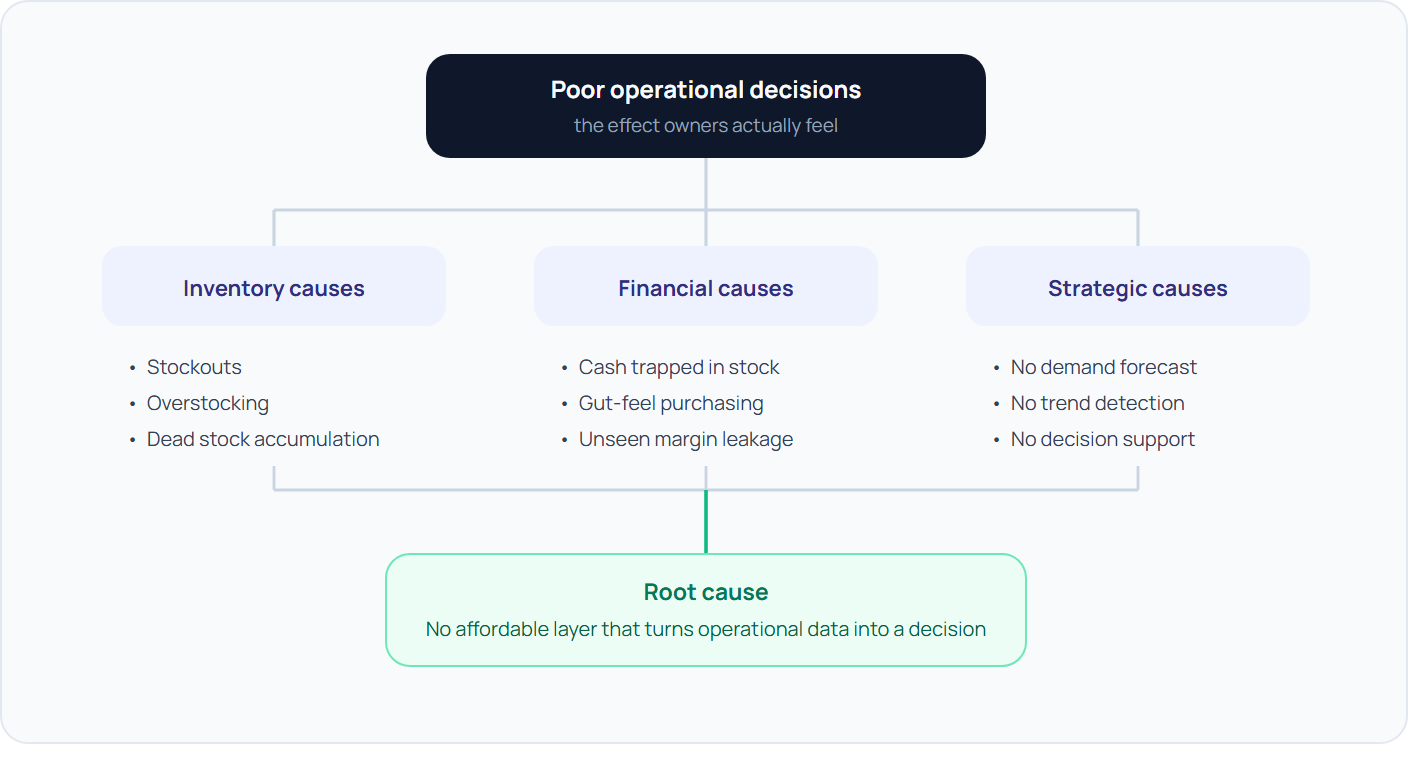 Poor operational decisions
the effect owners actually feel
Inventory causes
• Stockouts
• Overstocking
• Dead stock accumulation
Financial causes
• Cash trapped in stock
• Gut-feel purchasing
• Unseen margin leakage
Strategic causes
• No demand forecast
• No trend detection
• No decision support
Root cause
No affordable layer that turns operational data into a decision